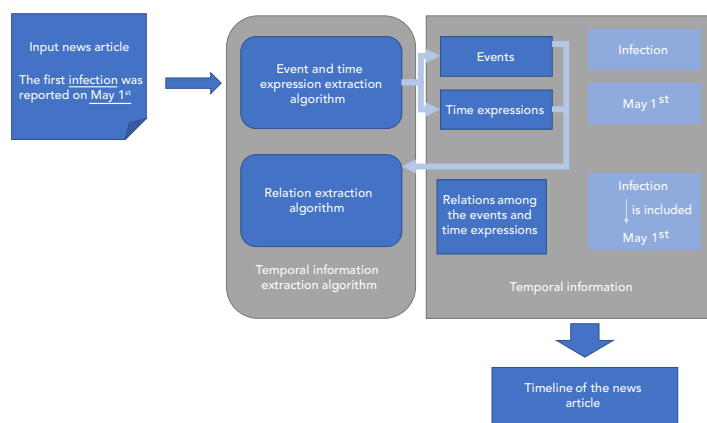 Input news article
The first infection was
reported on May 1st
Event and time
expression extraction
algorithm
Relation extraction
algorithm
Temporal information
extraction algorithm
Events
Time expressions
Relations among
the events and
time expressions
Infection
May 1st
Infection
is included
May 1st
Temporal information
Timeline of the news
article